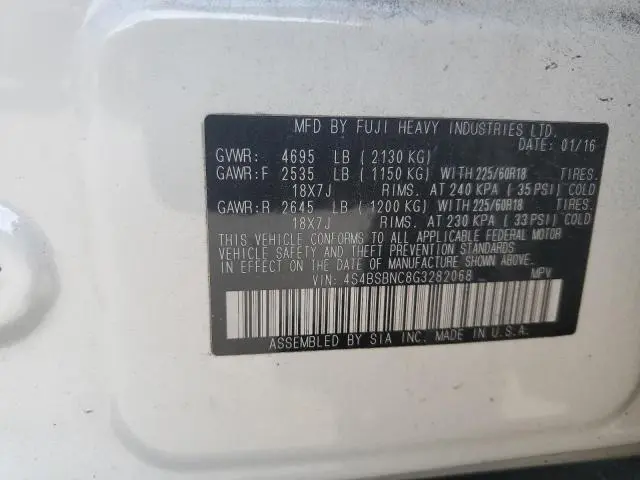 MFD BY FUJI HEAVY INDUSTRIES LTD.
DATE: 01/16
GVWR: 4695 LB ( 2130 KG)
GAWR:F 2535 LB ( 1150 KG) WITH 225/60R18 TIRES.
18X7J RIMS. AT 240 KPA ( 35 PSI) COLD
GAWR:R 2645 LB ( 1200 KG) WITH 225/60R18 TIRES.
18X7J RIMS. AT 230 KPA ( 33 PSI) COLD
THIS VEHICLE CONFORMS TO ALL APPLICABLE FEDERAL MOTOR
VEHICLE SAFETY AND THEFT PREVENTION STANDARDS
IN EFFECT ON THE DATE OF MANUFACTURE SHOWN ABOVE.
VIN: 4S4BSBNC8G3282068 MPV
ASSEMBLED BY SIA INC. MADE IN U.S.A.